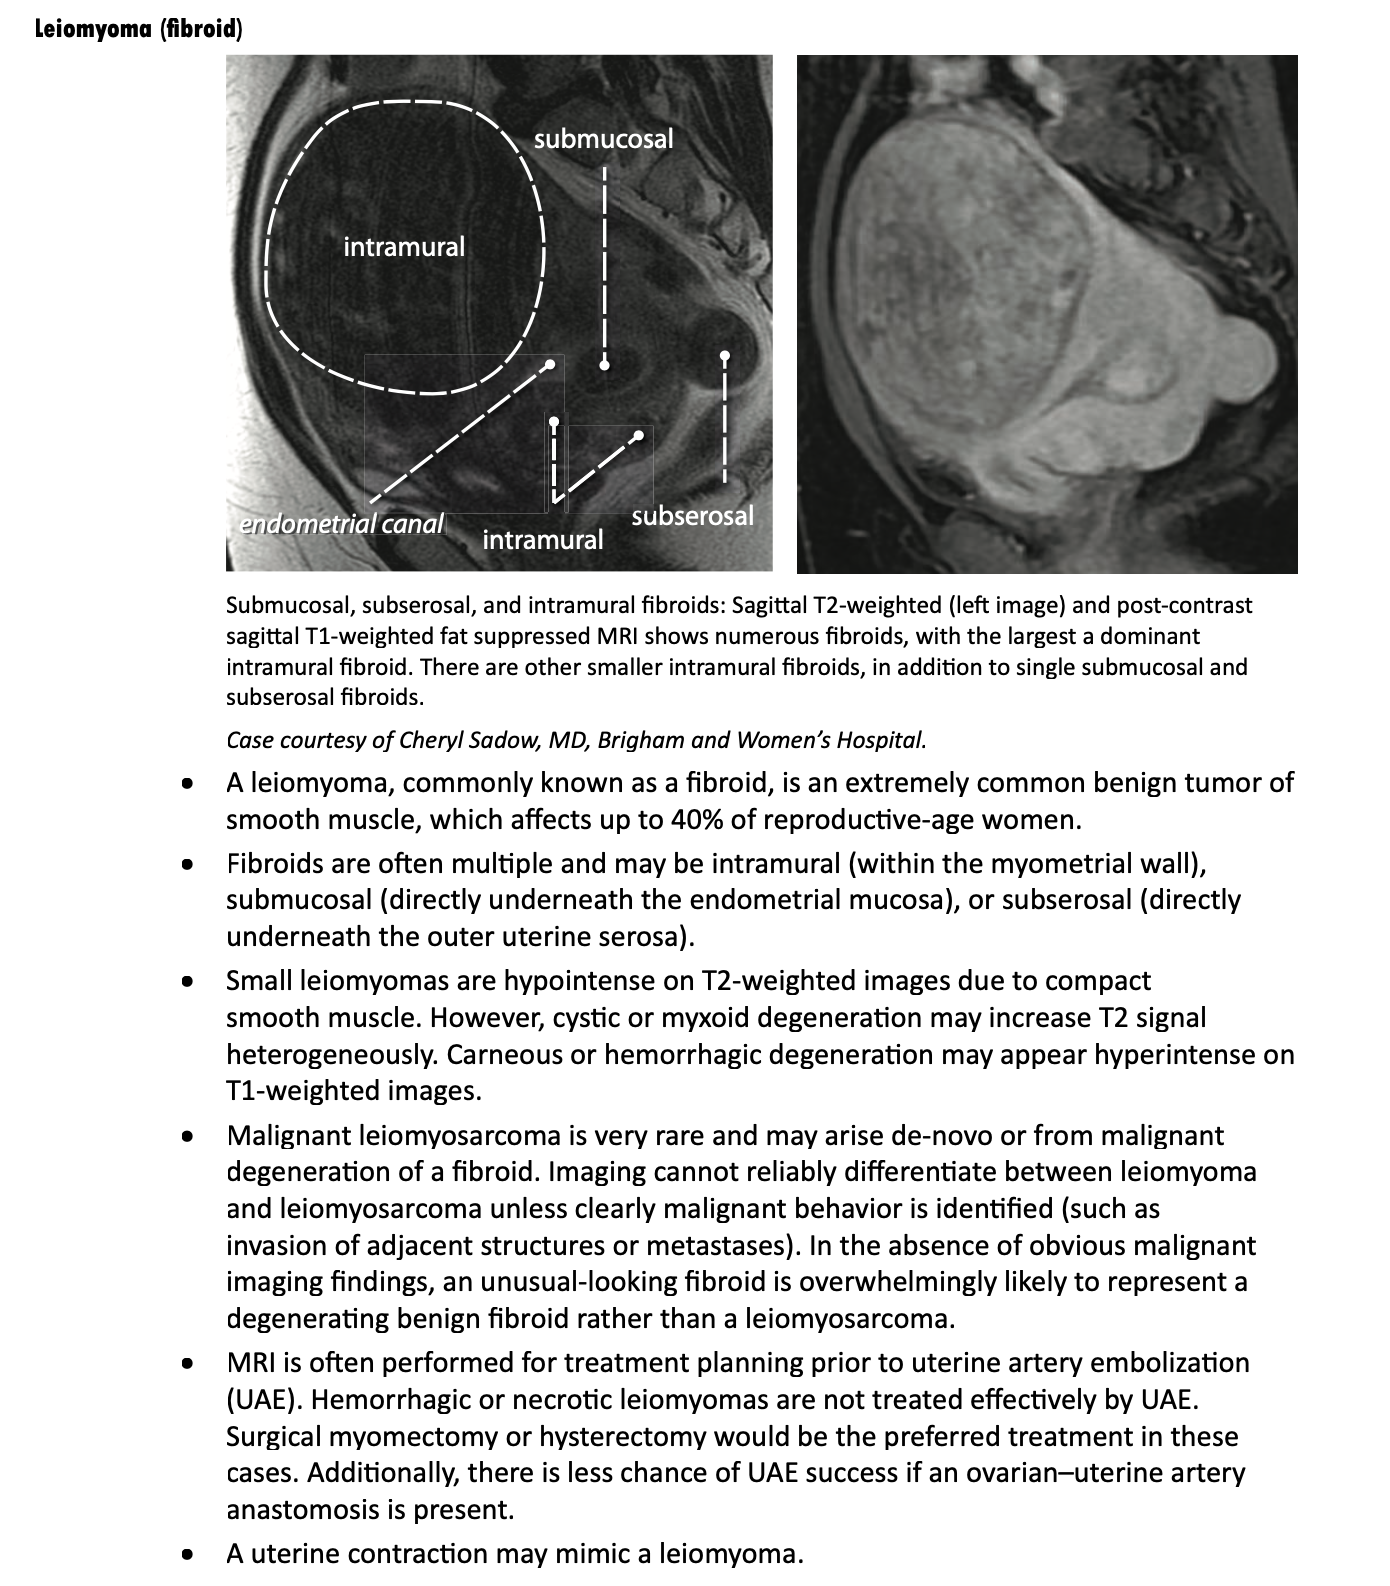 Leiomyoma (fibroid)
submucosal
intramural
endometrial canal
intramural
subserosal
Submucosal, subserosal, and intramural fibroids: Sagittal T2-weighted (left image) and post-contrast
sagittal T1-weighted fat suppressed MRI shows numerous fibroids, with the largest a dominant
intramural fibroid. There are other smaller intramural fibroids, in addition to single submucosal and
subserosal fibroids.
Case courtesy of Cheryl Sadow, MD, Brigham and Women’s Hospital.
• A leiomyoma, commonly known as a fibroid, is an extremely common benign tumor of
smooth muscle, which affects up to 40% of reproductive-age women.
• Fibroids are often multiple and may be intramural (within the myometrial wall),
submucosal (directly underneath the endometrial mucosa), or subserosal (directly
underneath the outer uterine serosa).
• Small leiomyomas are hypointense on T2-weighted images due to compact
smooth muscle. However, cystic or myxoid degeneration may increase T2 signal
heterogeneously. Carneous or hemorrhagic degeneration may appear hyperintense on
T1-weighted images.
• Malignant leiomyosarcoma is very rare and may arise de-novo or from malignant
degeneration of a fibroid. Imaging cannot reliably differentiate between leiomyoma
and leiomyosarcoma unless clearly malignant behavior is identified (such as
invasion of adjacent structures or metastases). In the absence of obvious malignant
imaging findings, an unusual-looking fibroid is overwhelmingly likely to represent a
degenerating benign fibroid rather than a leiomyosarcoma.
• MRI is often performed for treatment planning prior to uterine artery embolization
(UAE). Hemorrhagic or necrotic leiomyomas are not treated effectively by UAE.
Surgical myomectomy or hysterectomy would be the preferred treatment in these
cases. Additionally, there is less chance of UAE success if an ovarian–uterine artery
anastomosis is present.
• A uterine contraction may mimic a leiomyoma.